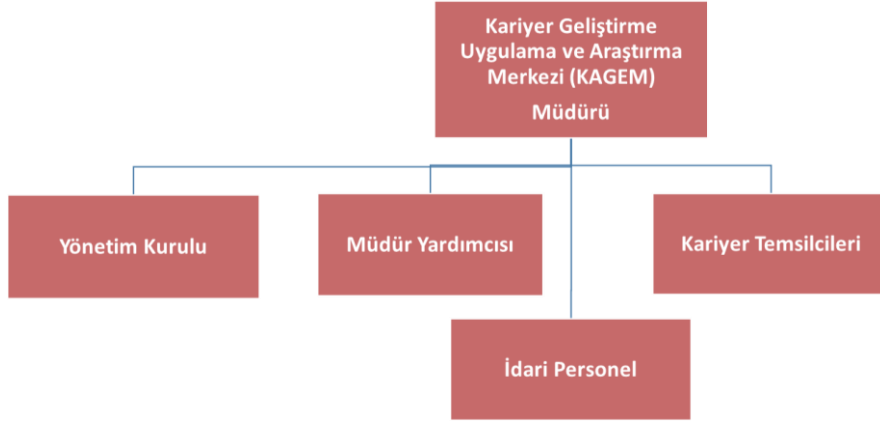 Kariyer Geliştirme
Uygulama ve Araştırma
Merkezi (KAGEM)
Müdürü
Yönetim Kurulu
Müdür Yardımcısı
Kariyer Temsilcileri
İdari Personel